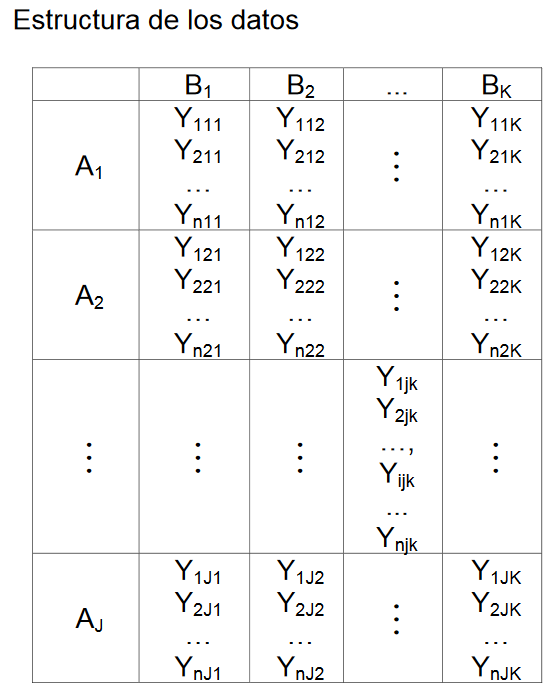 Estructura de los datos
B₁ B₂ ... B_K
A₁
Y₁₁₁ Y₁₁₂ ⋮ Y₁₁K
Y₂₁₁ Y₂₁₂ Y₂₁K
... ... ...
Yn₁₁ Yn₁₂ Yn₁K
A₂
Y₁₂₁ Y₁₂₂ ⋮ Y₁₂K
Y₂₂₁ Y₂₂₂ Y₂₂K
... ... ...
Yn₂₁ Yn₂₂ Yn₂K
⋮ ⋮ ⋮ Y₁jk ⋮
Y₂jk
...,
Yijk
...
Ynjk
A_J
Y₁J₁ Y₁J₂ ⋮ Y₁JK
Y₂J₁ Y₂J₂ Y₂JK
... ... ...
YnJ₁ YnJ₂ YnJK